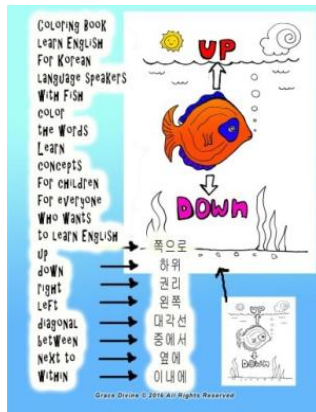 Coloring Book
Learn English
For Korean
Language Speakers
With Fish
Color
the Words
Learn
concepts
For children
For everyone
Who Wants
to Learn English
up
down
right
Left
diagonal
between
Next to
Within
쪽으로
하위
권리
왼쪽
대각선
중에서
옆에
이내에
UP
DOWN
UP
DOWN
Grace Divine © 2016 All Rights Reserved